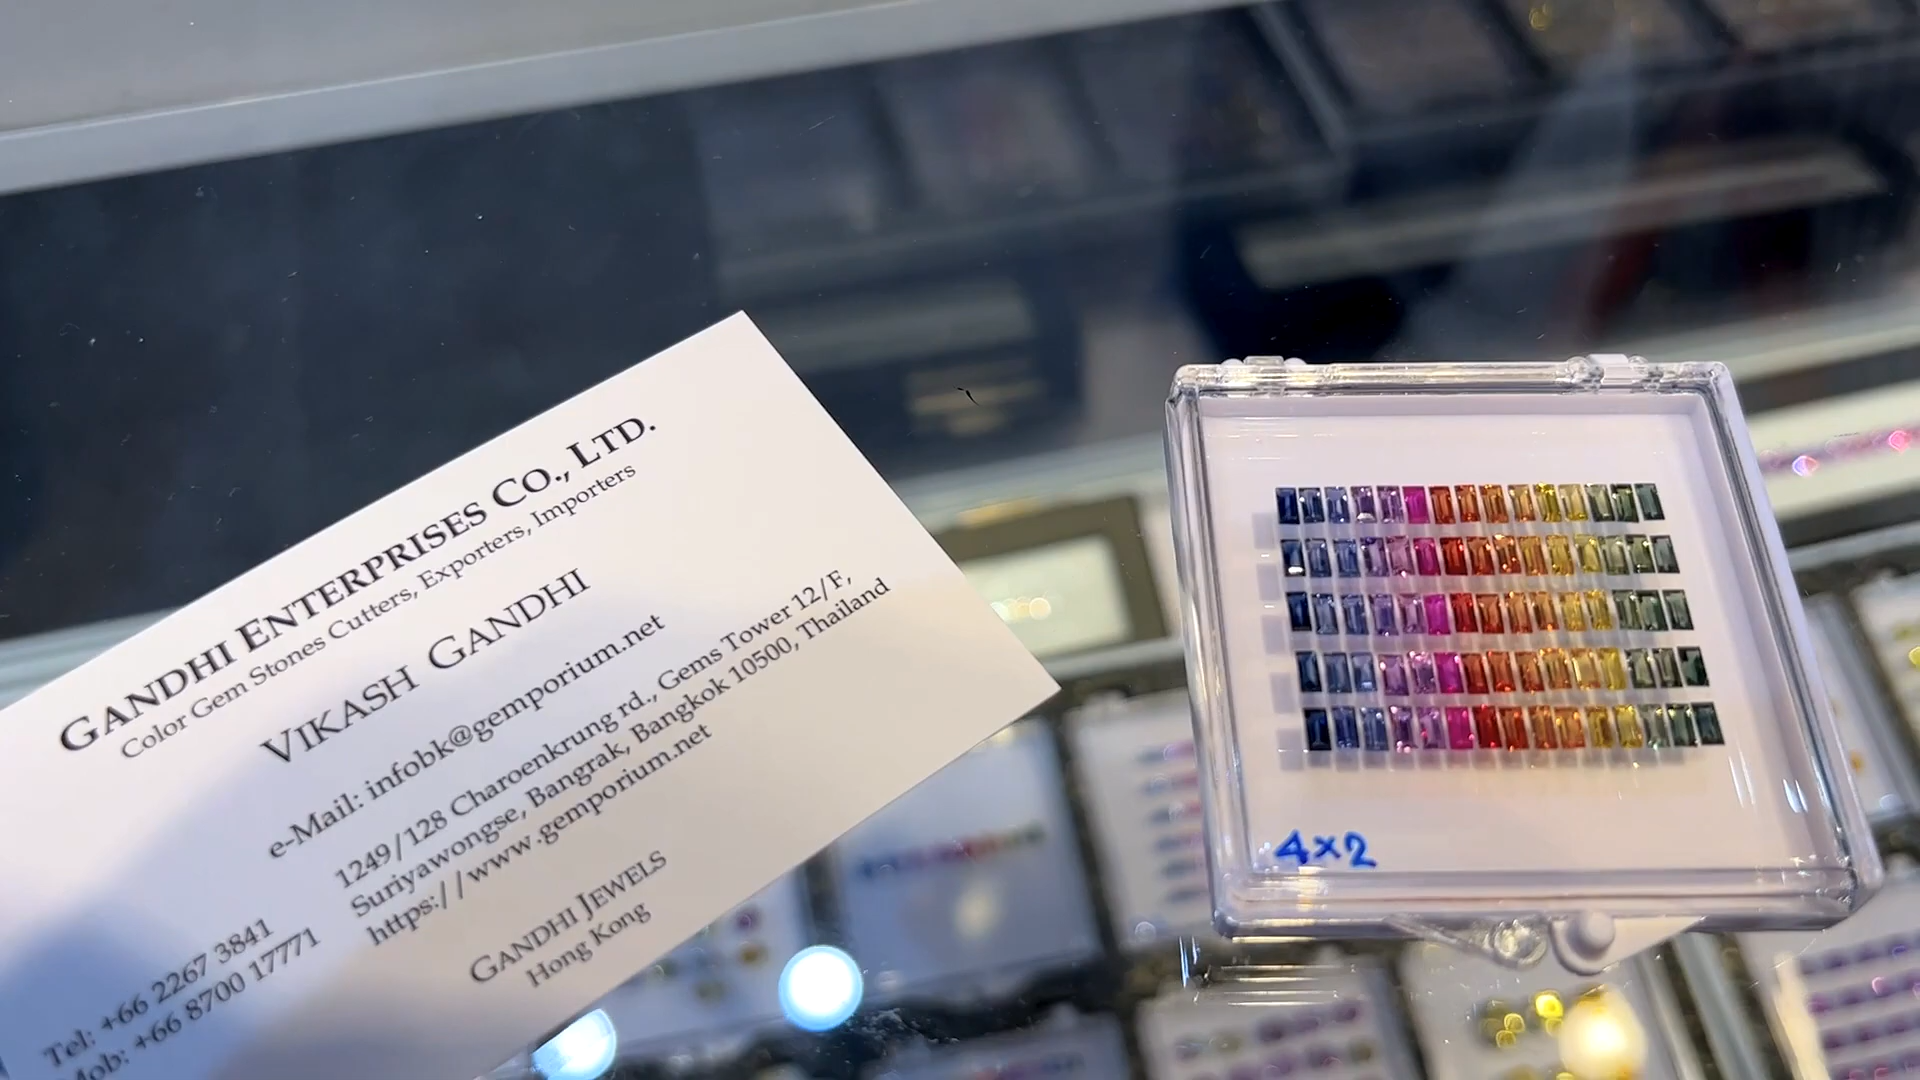 GANDHI ENTERPRISES CO., LTD.
Color Gem Stones Cutters, Exporters, Importers
VIKASH GANDHI
e-Mail: infobk@gemporium.net
1249/128 Charoenkrung rd., Gems Tower 12/F,
Suriyawongse, Bangrak, Bangkok 10500, Thailand
https://www.gemporium.net
Tel: +66 2267 3841
Mob: +66 8700 17771
GANDHI JEWELS
Hong Kong
4x2